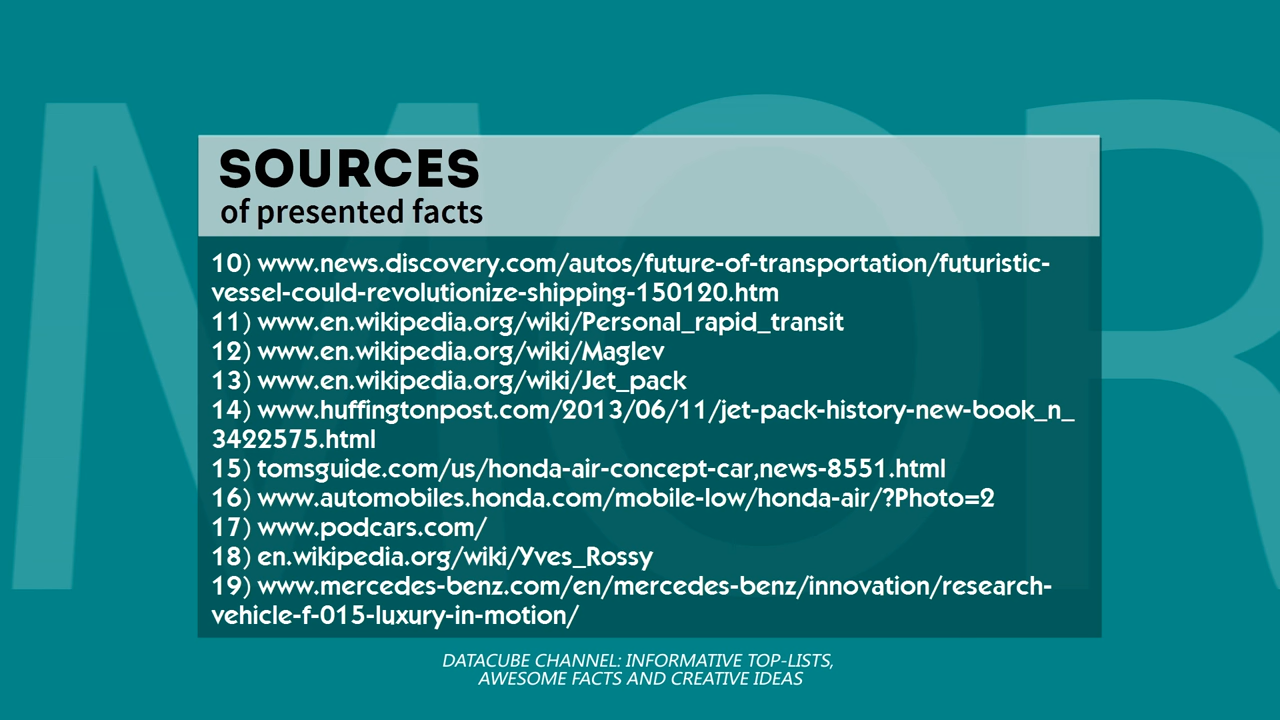 MOR
SOURCES
of presented facts
10) www.news.discovery.com/autos/future-of-transportation/futuristic-
vessel-could-revolutionize-shipping-150120.htm
11) www.en.wikipedia.org/wiki/Personal_rapid_transit
12) www.en.wikipedia.org/wiki/Maglev
13) www.en.wikipedia.org/wiki/Jet_pack
14) www.huffingtonpost.com/2013/06/11/jet-pack-history-new-book_n_
3422575.html
15) tomsguide.com/us/honda-air-concept-car,news-8551.html
16) www.automobiles.honda.com/mobile-low/honda-air/?Photo=2
17) www.podcars.com/
18) en.wikipedia.org/wiki/Yves_Rossy
19) www.mercedes-benz.com/en/mercedes-benz/innovation/research-
vehicle-f-015-luxury-in-motion/
DATACUBE CHANNEL: INFORMATIVE TOP-LISTS,
AWESOME FACTS AND CREATIVE IDEAS